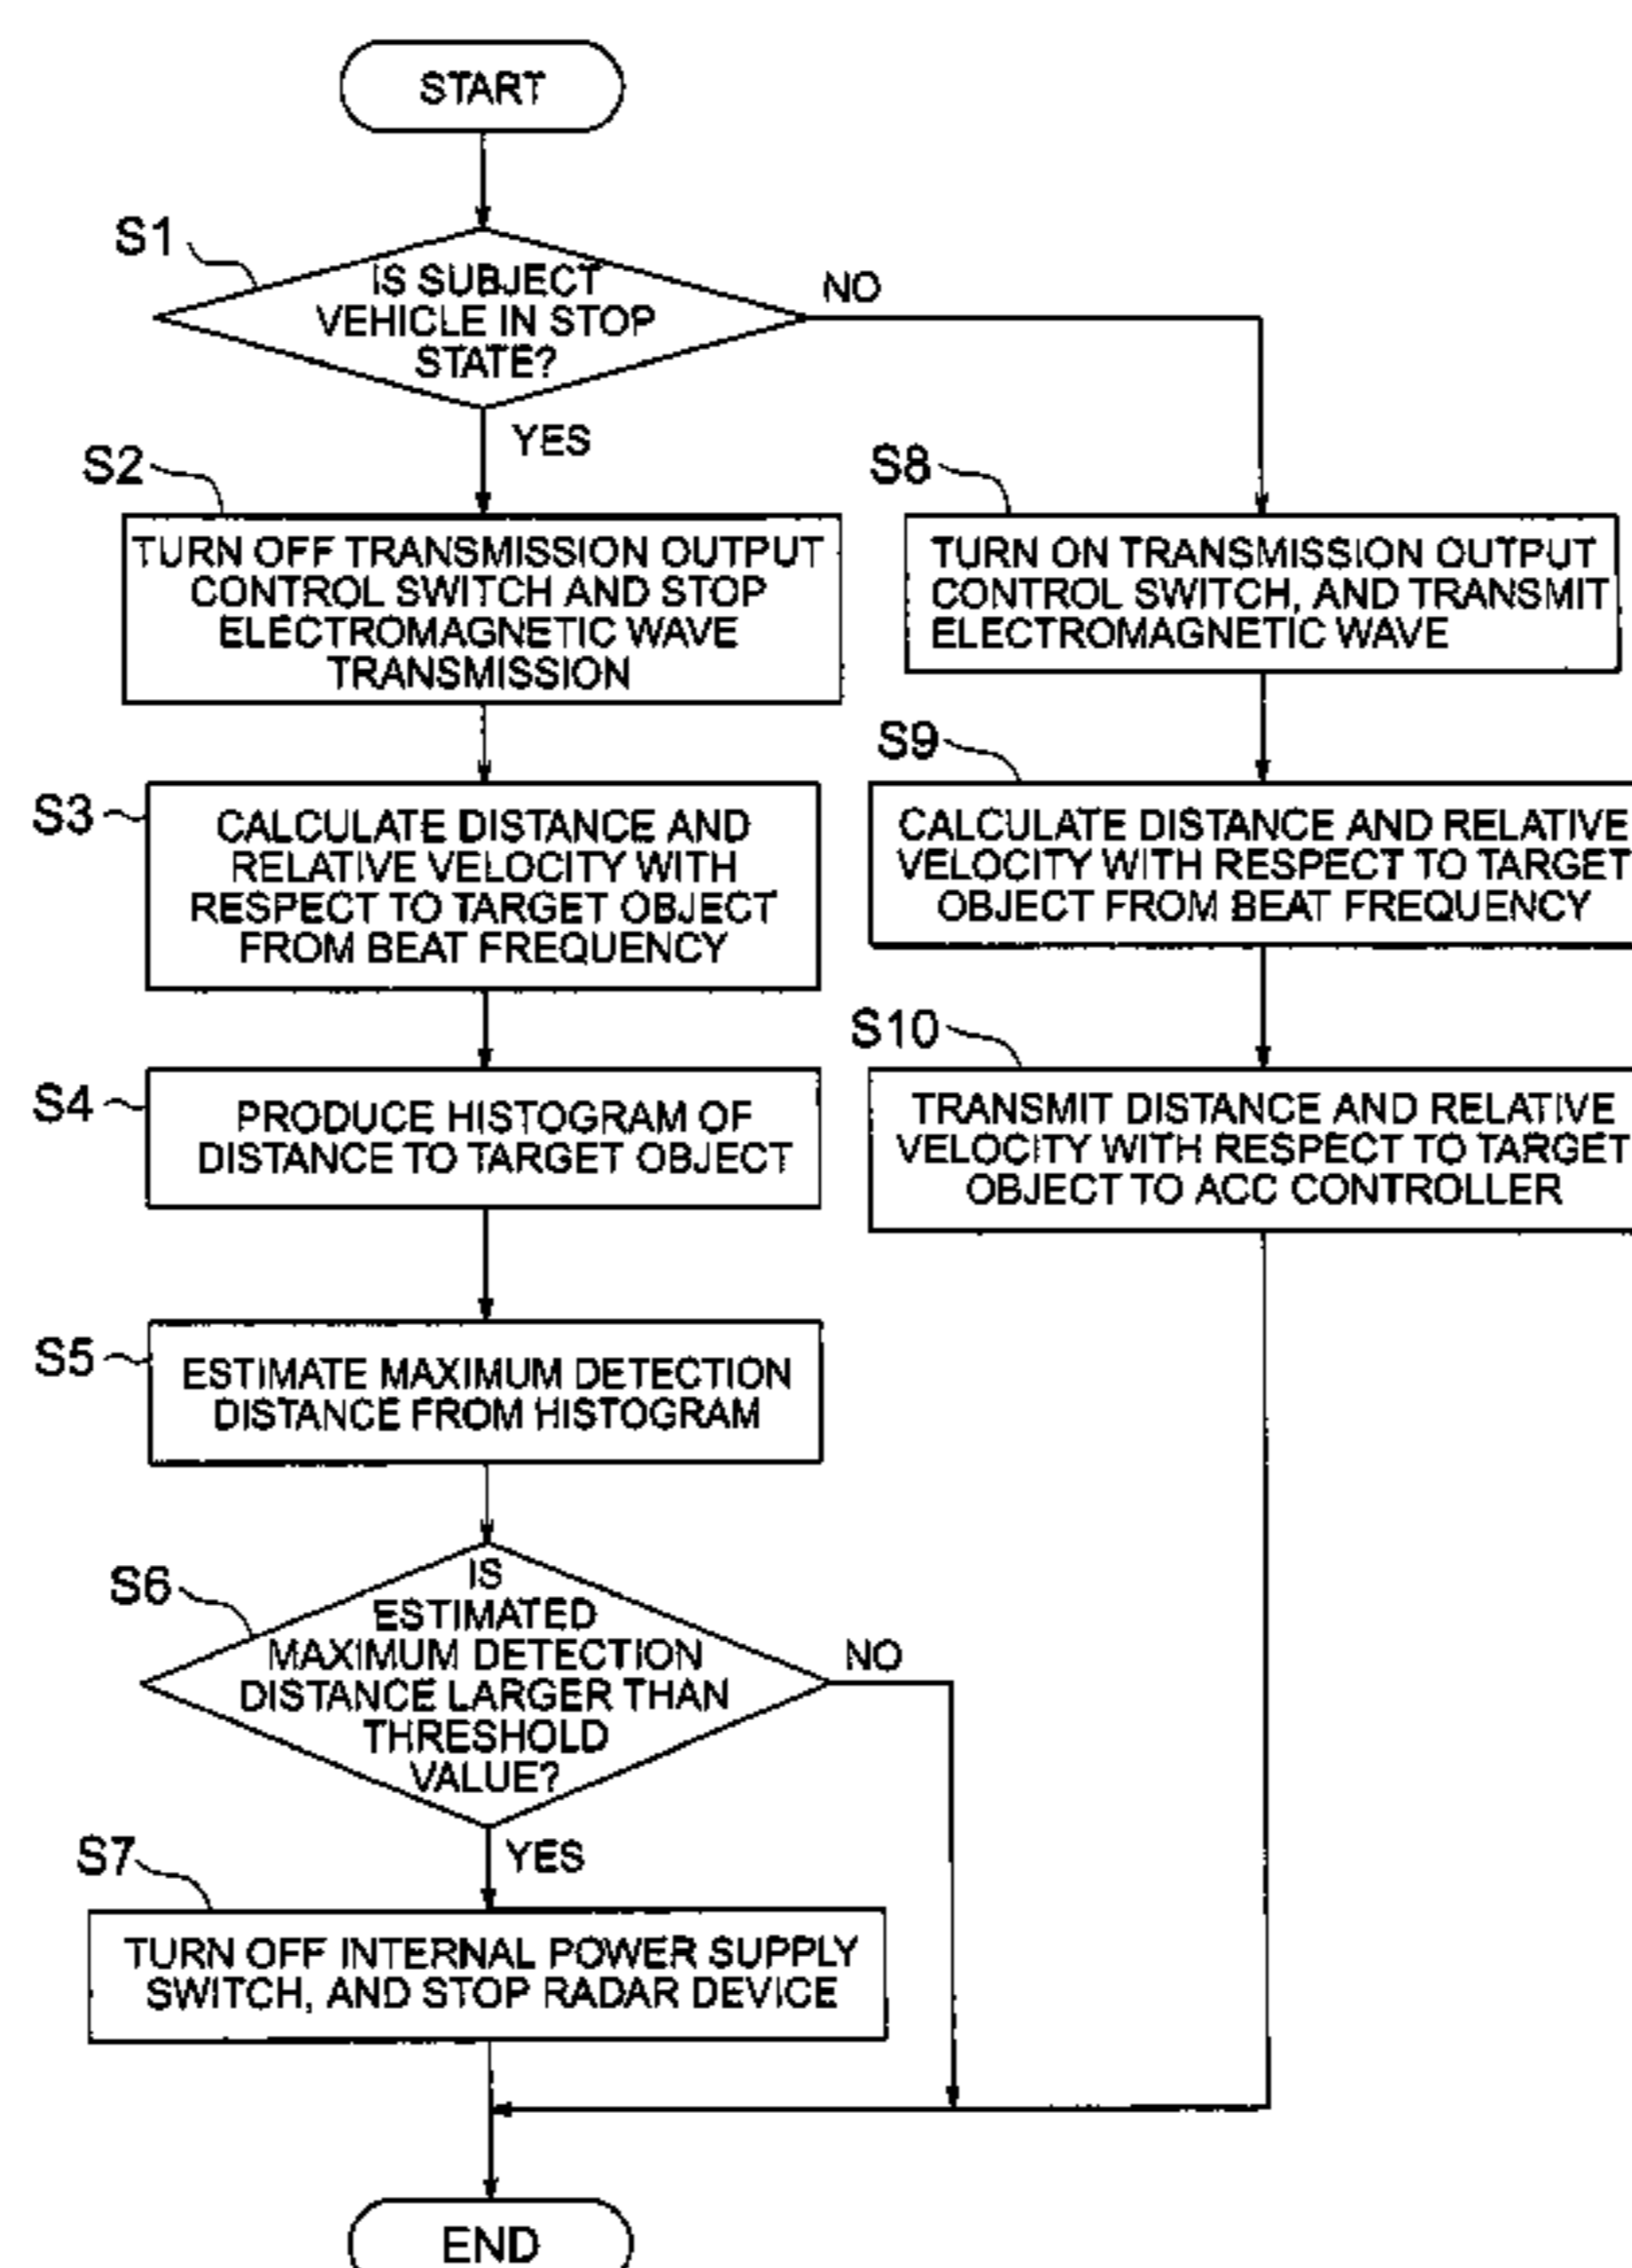 START
S1
IS SUBJECT
VEHICLE IN STOP
STATE?
NO
YES
S2
TURN OFF TRANSMISSION OUTPUT
CONTROL SWITCH AND STOP
ELECTROMAGNETIC WAVE
TRANSMISSION
S8
TURN ON TRANSMISSION OUTPUT
CONTROL SWITCH, AND TRANSMIT
ELECTROMAGNETIC WAVE
S3
CALCULATE DISTANCE AND
RELATIVE VELOCITY WITH
RESPECT TO TARGET OBJECT
FROM BEAT FREQUENCY
S9
CALCULATE DISTANCE AND RELATIVE
VELOCITY WITH RESPECT TO TARGET
OBJECT FROM BEAT FREQUENCY
S4
PRODUCE HISTOGRAM OF
DISTANCE TO TARGET OBJECT
S10
TRANSMIT DISTANCE AND RELATIVE
VELOCITY WITH RESPECT TO TARGET
OBJECT TO ACC CONTROLLER
S5
ESTIMATE MAXIMUM DETECTION
DISTANCE FROM HISTOGRAM
S6
IS
ESTIMATED
MAXIMUM DETECTION
DISTANCE LARGER THAN
THRESHOLD
VALUE?
NO
YES
S7
TURN OFF INTERNAL POWER SUPPLY
SWITCH, AND STOP RADAR DEVICE
END